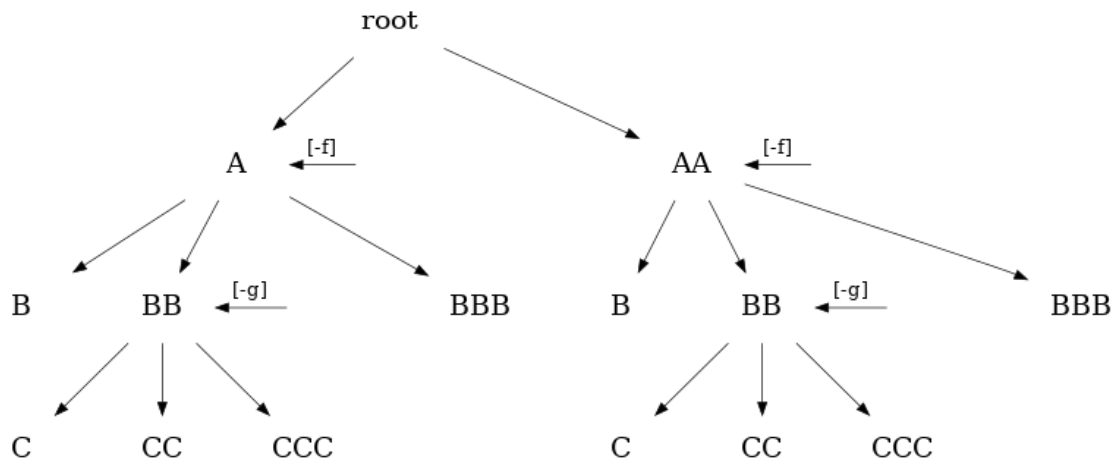 root
[-f] [-f]
A AA
[-g] [-g]
B BB BBB B BB BBB
C CC CCC C CC CCC